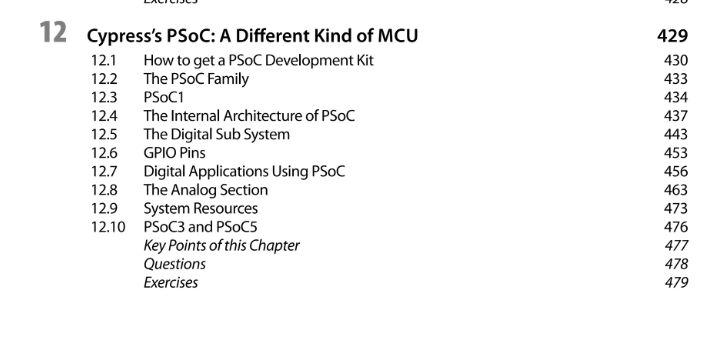 Exercises 428
12 Cypress's PSoC: A Different Kind of MCU 429
12.1 How to get a PSoC Development Kit 430
12.2 The PSoC Family 433
12.3 PSoC1 434
12.4 The Internal Architecture of PSoC 437
12.5 The Digital Sub System 443
12.6 GPIO Pins 453
12.7 Digital Applications Using PSoC 456
12.8 The Analog Section 463
12.9 System Resources 473
12.10 PSoC3 and PSoC5 476
Key Points of this Chapter 477
Questions 478
Exercises 479